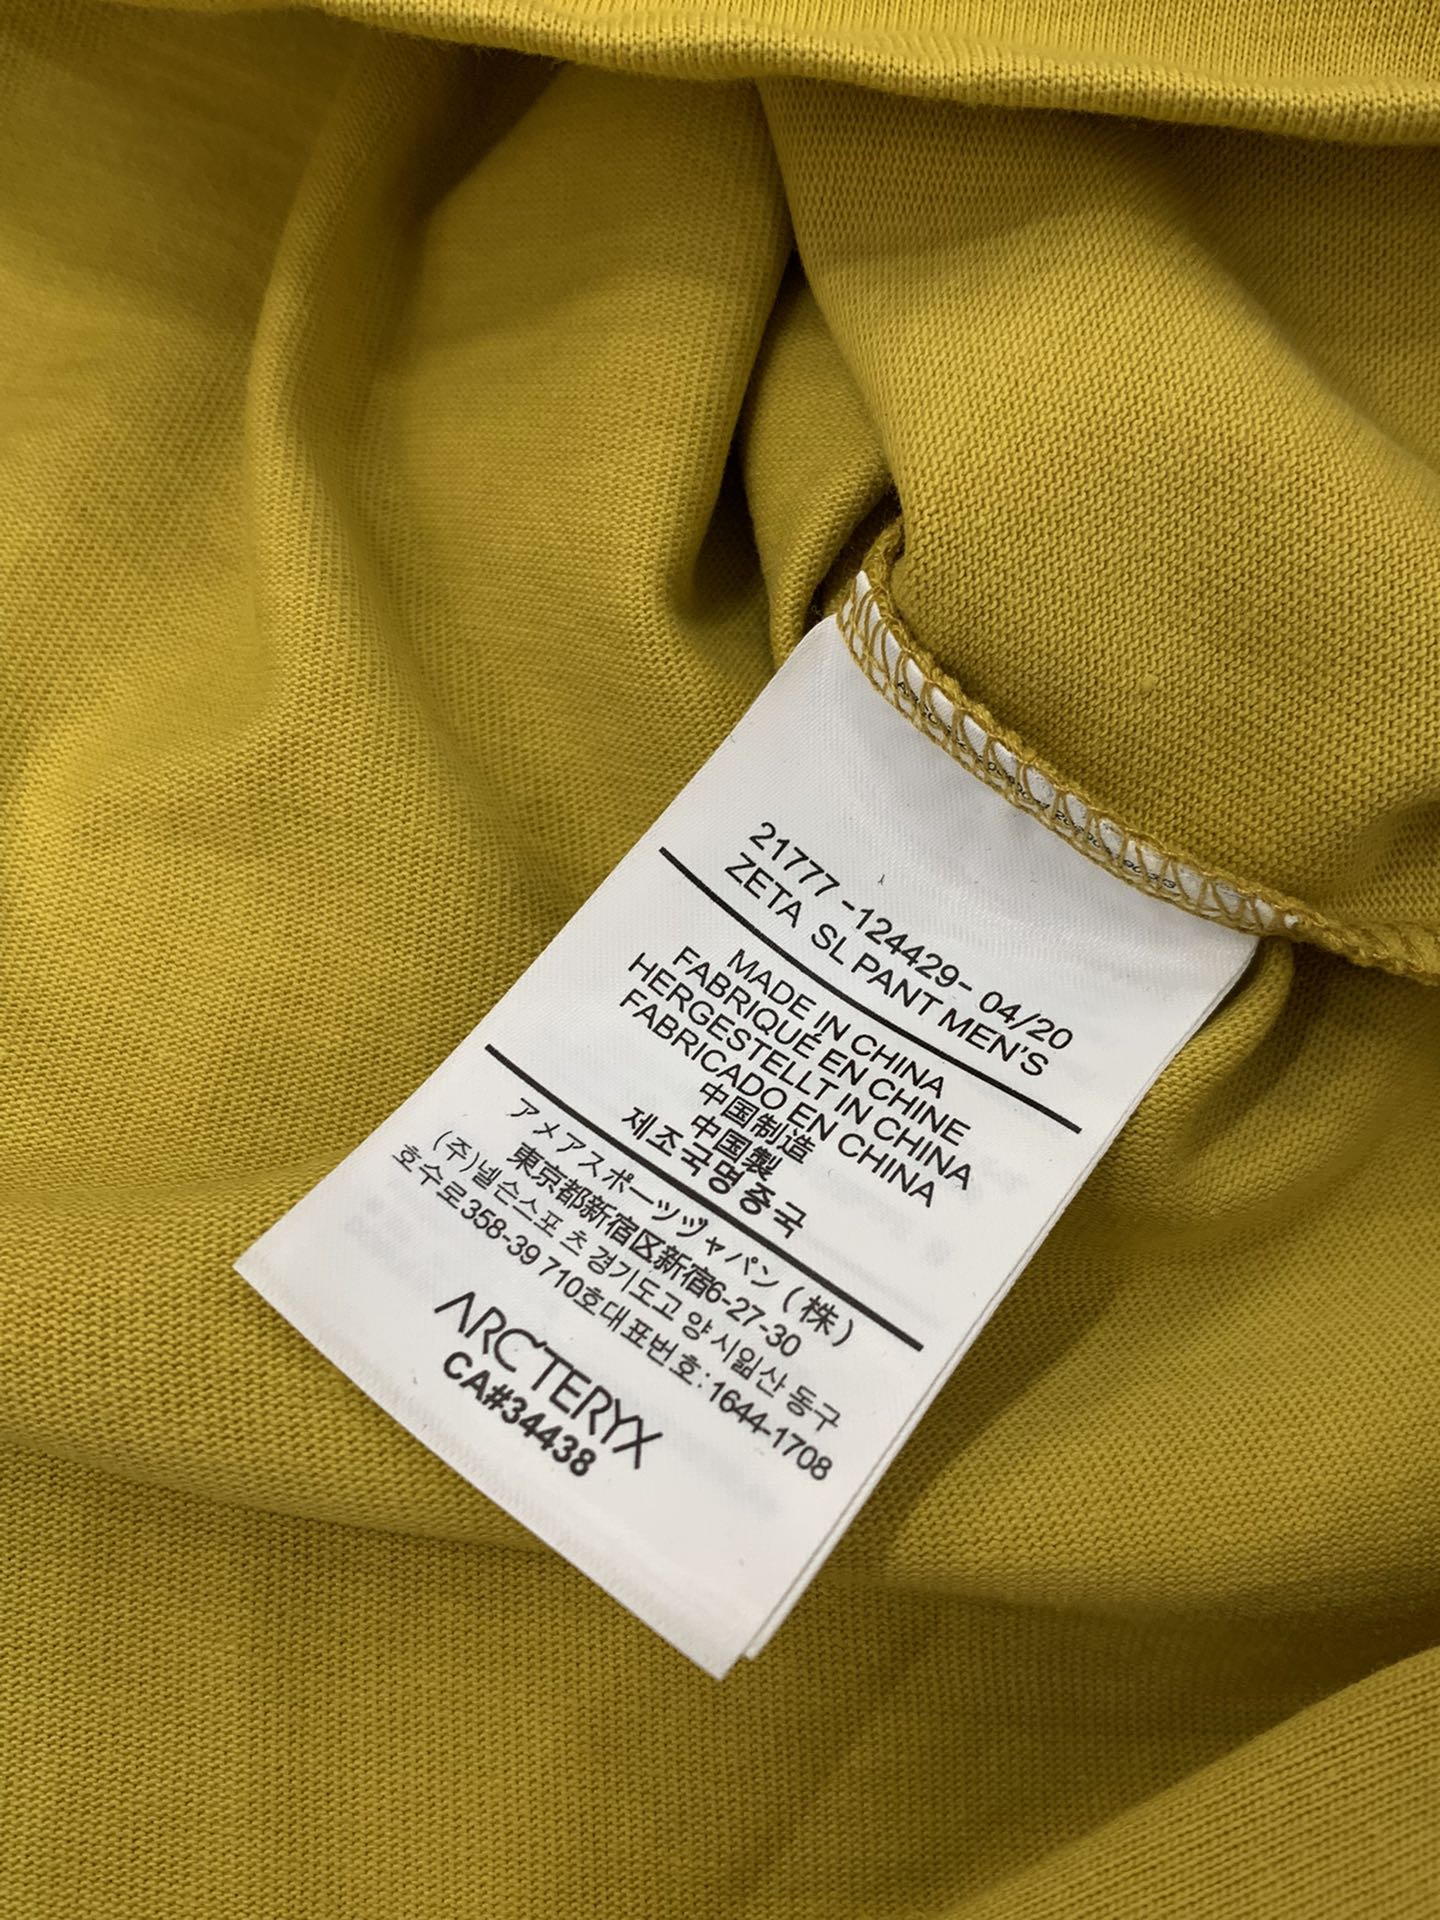 21777 -124429- 04/20
ZETA SL PANT MEN'S
MADE IN CHINA
FABRIQUÉ EN CHINE
HERGESTELLT IN CHINA
FABRICADO EN CHINA
中国制造
中国製
제조국명중국
アメアスポーツジャパン(株)
東京都新宿区新宿6-27-30
(주)넬슨스포츠 경기도고 양 시일산 동구
호수로358-39 710호대표번호:1644-1708
ARC'TERYX
CA#34438